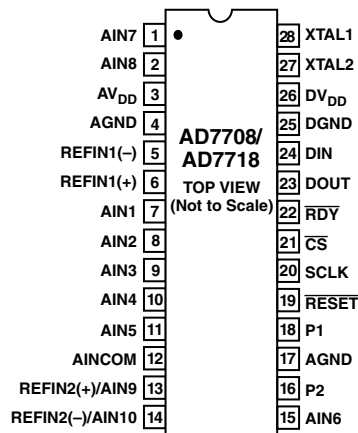 AIN7 1
AIN8 2
AVDD 3
AGND 4
REFIN1(–) 5
REFIN1(+) 6
AIN1 7
AIN2 8
AIN3 9
AIN4 10
AIN5 11
AINCOM 12
REFIN2(+)/AIN9 13
REFIN2(–)/AIN10 14
AD7708/
AD7718
TOP VIEW
(Not to Scale)
28 XTAL1
27 XTAL2
26 DVDD
25 DGND
24 DIN
23 DOUT
22 R̅D̅Y̅
21 C̅S̅
20 SCLK
19 R̅E̅S̅E̅T̅
18 P1
17 AGND
16 P2
15 AIN6